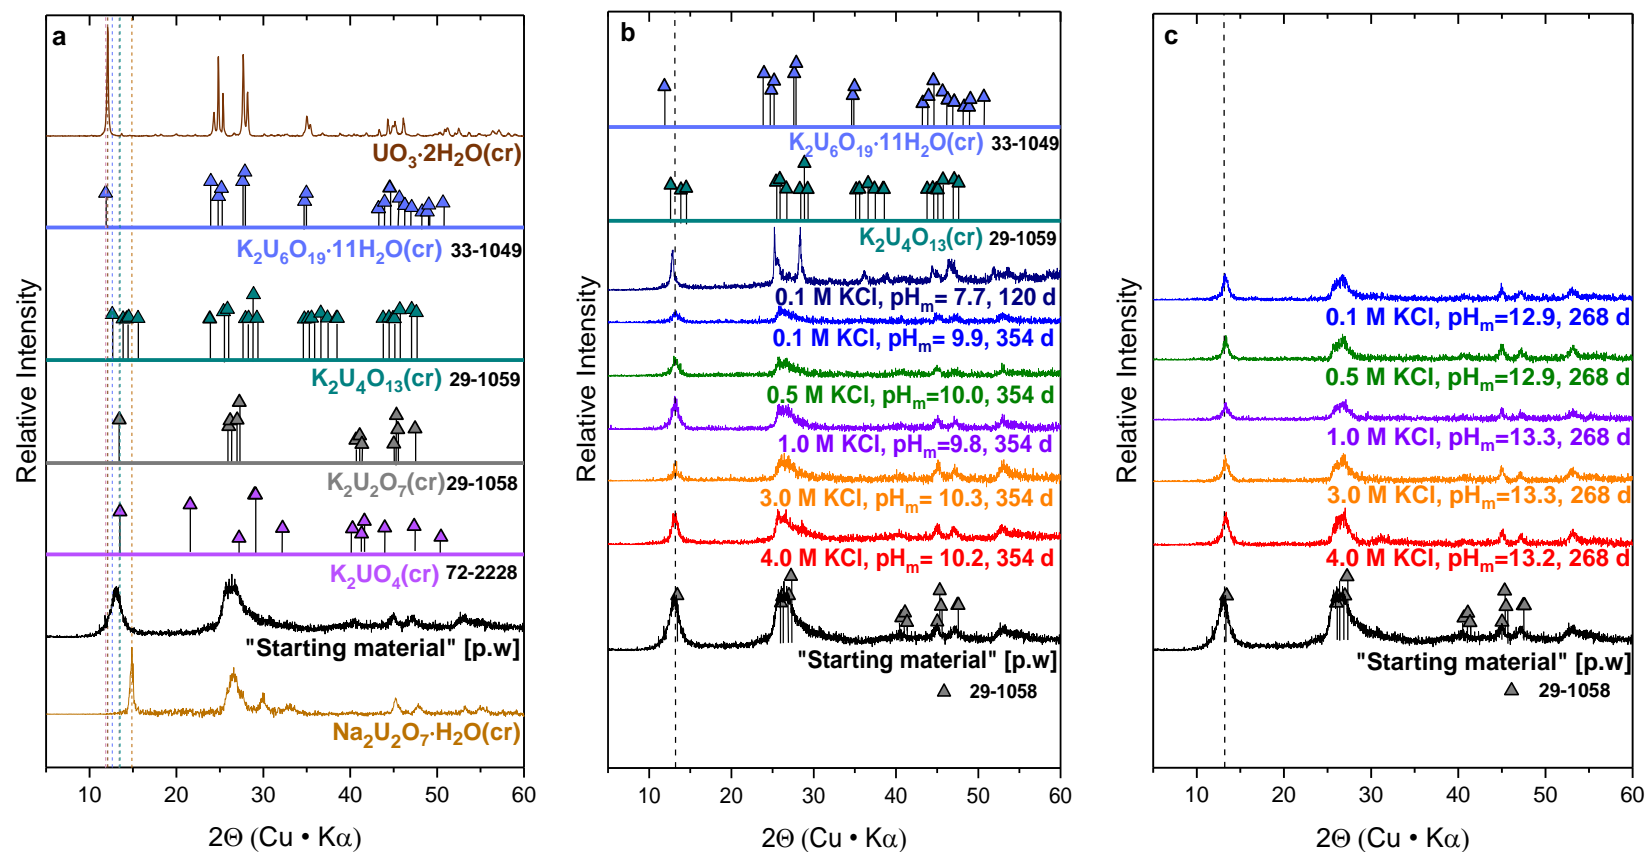 a
UO₃·2H₂O(cr)
K₂U₆O₁₉·11H₂O(cr) 33-1049
K₂U₄O₁₃(cr) 29-1059
K₂U₂O₇(cr) 29-1058
K₂UO₄(cr) 72-2228
"Starting material" [p.w]
Na₂U₂O₇·H₂O(cr)
Relative Intensity
10 20 30 40 50 60
2Θ (Cu • Kα)
b
K₂U₆O₁₉·11H₂O(cr) 33-1049
K₂U₄O₁₃(cr) 29-1059
0.1 M KCl, pHₘ= 7.7, 120 d
0.1 M KCl, pHₘ= 9.9, 354 d
0.5 M KCl, pHₘ= 10.0, 354 d
1.0 M KCl, pHₘ=9.8, 354 d
3.0 M KCl, pHₘ= 10.3, 354 d
4.0 M KCl, pHₘ= 10.2, 354 d
"Starting material" [p.w]
29-1058
Relative Intensity
10 20 30 40 50 60
2Θ (Cu • Kα)
c
0.1 M KCl, pHₘ=12.9, 268 d
0.5 M KCl, pHₘ=12.9, 268 d
1.0 M KCl, pHₘ=13.3, 268 d
3.0 M KCl, pHₘ=13.3, 268 d
4.0 M KCl, pHₘ=13.2, 268 d
"Starting material" [p.w]
29-1058
Relative Intensity
10 20 30 40 50 60
2Θ (Cu • Kα)